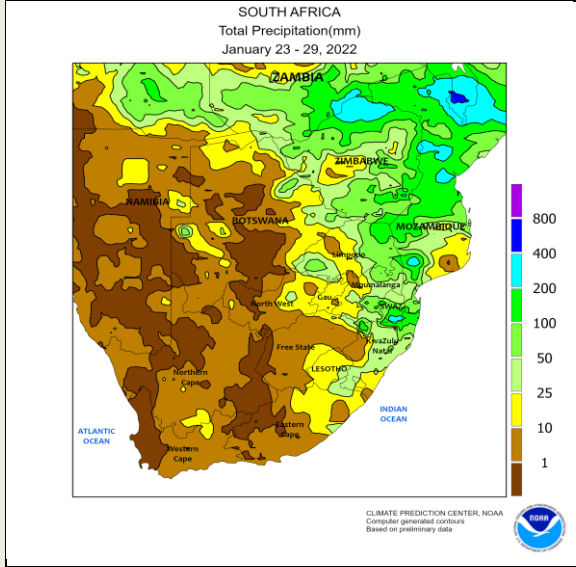 SOUTH AFRICA
Total Precipitation(mm)
January 23 - 29, 2022
ZAMBIA
ZIMBABWE
NAMIBIA
BOTSWANA
MOZAMBIQUE
Limpopo
Mpumalanga
Gau.
North West
SWAZ.
Free State
KwaZulu
Natal
LESOTHO
Northern
Cape
Eastern
Cape
Western
Cape
ATLANTIC
OCEAN
INDIAN
OCEAN
800
400
200
100
50
25
10
1
CLIMATE PREDICTION CENTER, NOAA
Computer generated contours
Based on preliminary data
NOAA